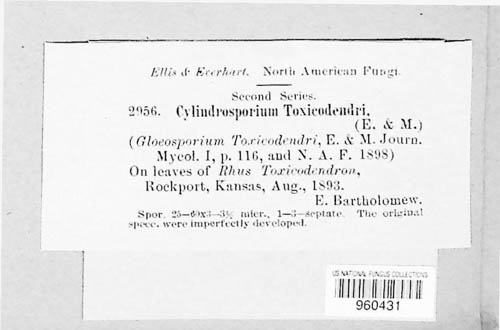 Ellis & Everhart. North American Fungi.
Second Series.
2956. Cylindrosporium Toxicodendri,
(E. & M.)
(Gloeosporium Toxicodendri, E. & M. Journ.
Mycol. I, p. 116, and N. A. F. 1898)
On leaves of Rhus Toxicodendron,
Rockport, Kansas, Aug., 1893.
E. Bartholomew.
Spor. 25—60x3—3½ micr., 1—3-septate. The original
specc. were imperfectly developed.
US NATIONAL FUNGUS COLLECTIONS
960431